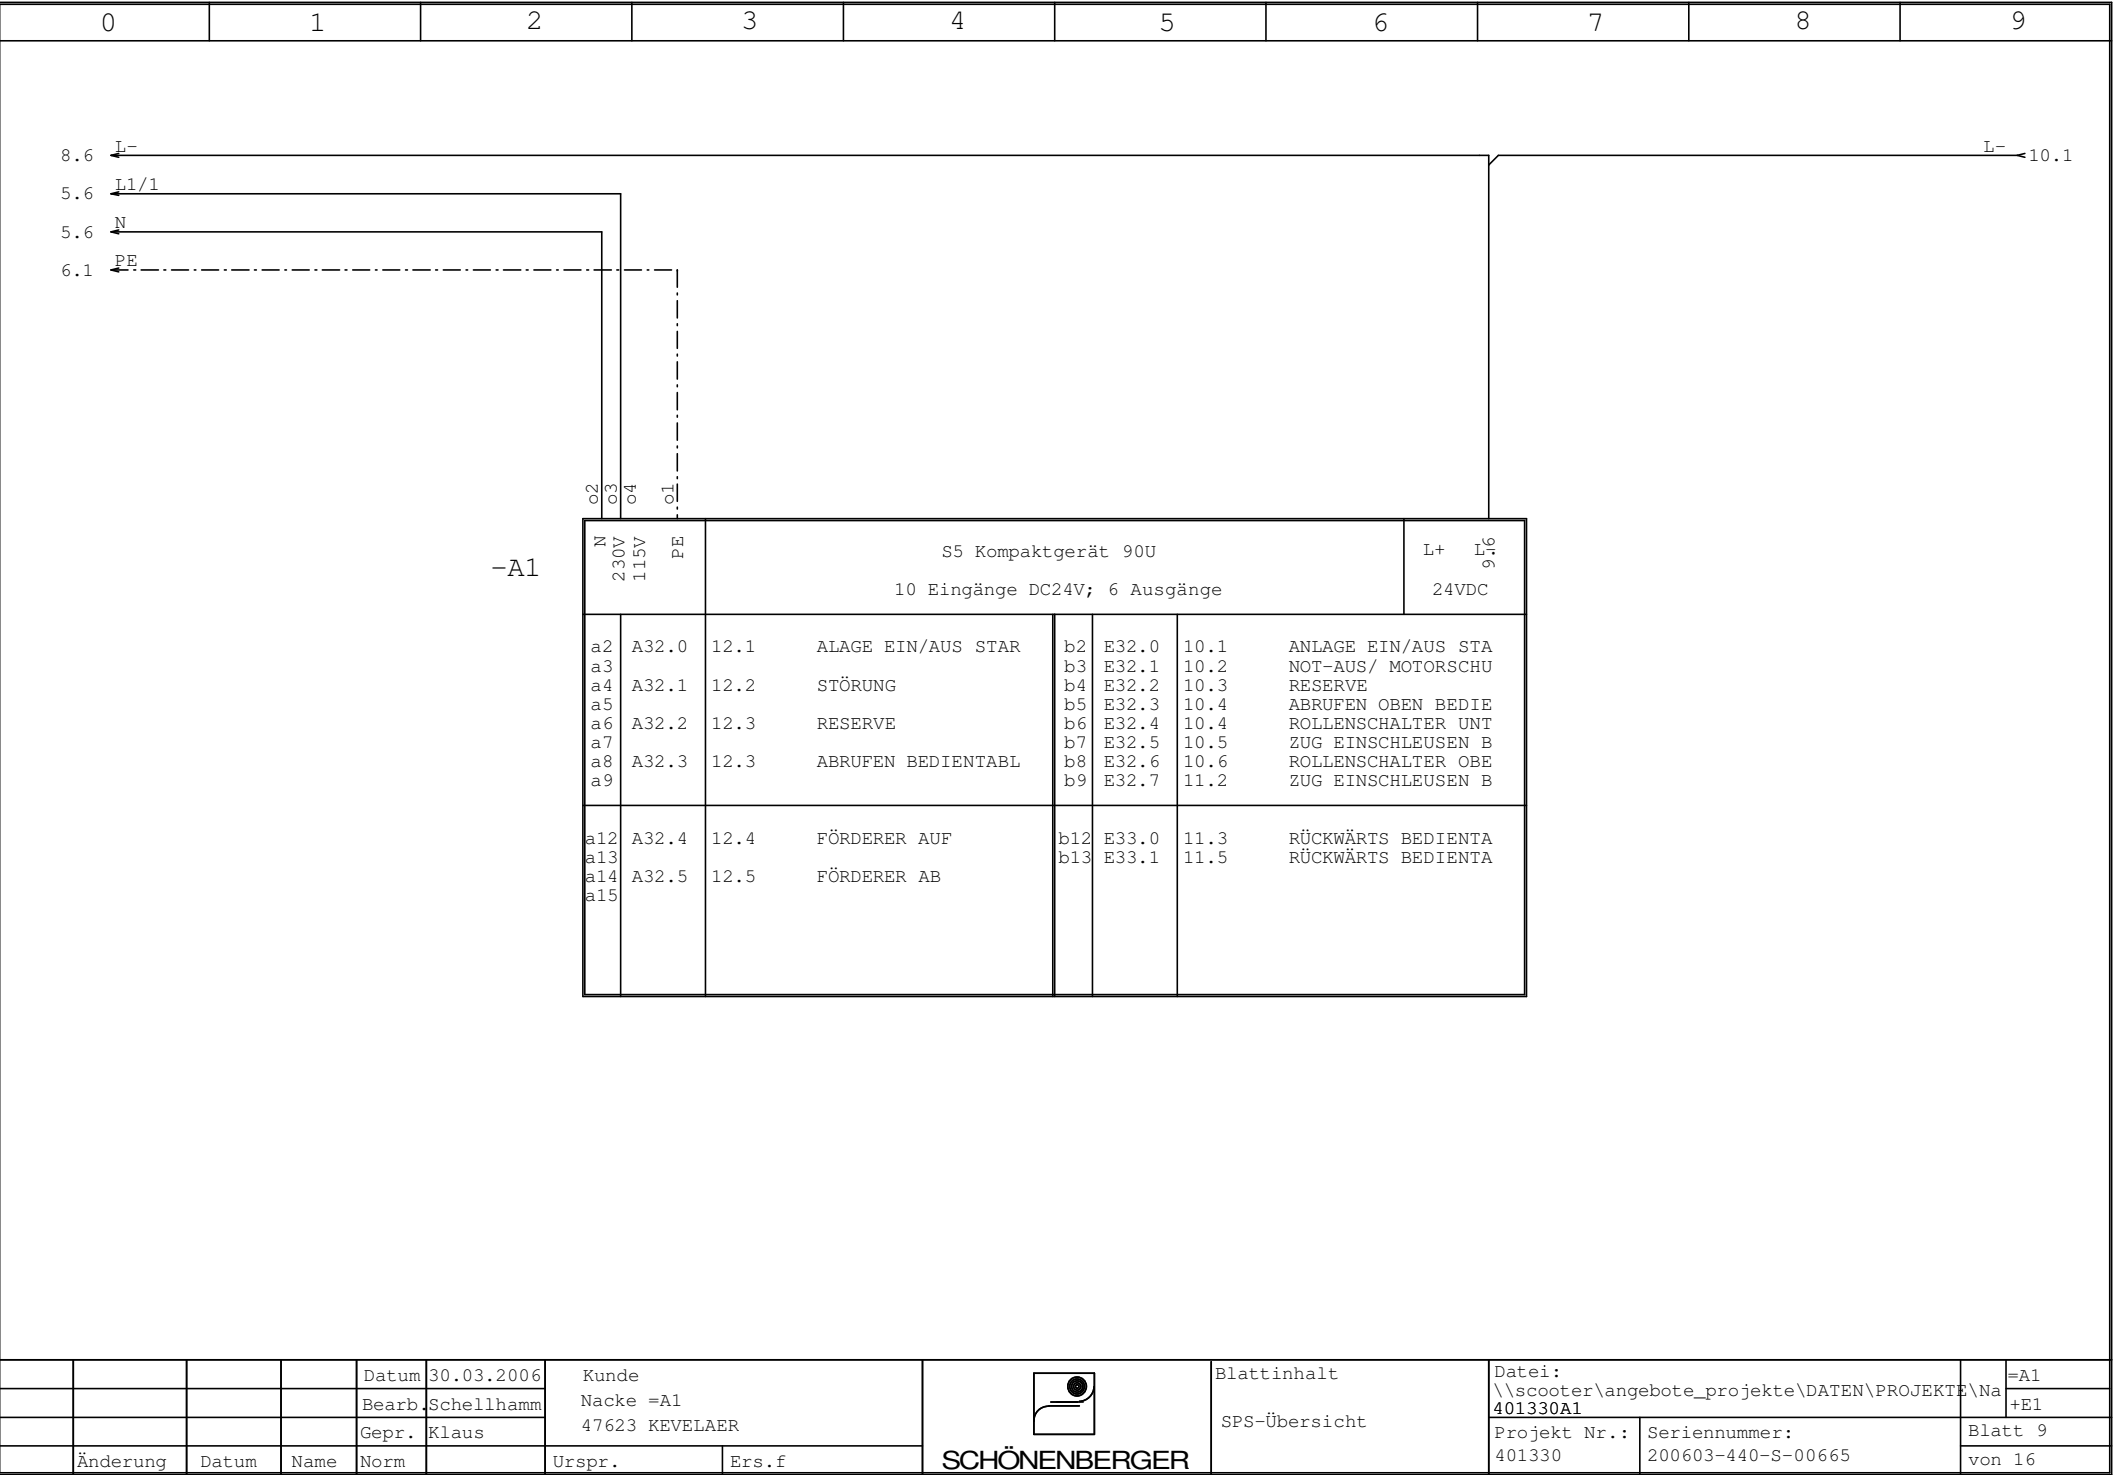 0 1 2 3 4 5 6 7 8 9
8.6 L-
L- 10.1
5.6 L1/1
5.6 N
6.1 PE
o2 o3 o4 o1
-A1
N 230V 115V PE
S5 Kompaktgerät 90U
10 Eingänge DC24V; 6 Ausgänge
L+ L-
9.6
24VDC
a2 A32.0 12.1 ALAGE EIN/AUS STAR
a3
a4 A32.1 12.2 STÖRUNG
a5
a6 A32.2 12.3 RESERVE
a7
a8 A32.3 12.3 ABRUFEN BEDIENTABL
a9
a12 A32.4 12.4 FÖRDERER AUF
a13
a14 A32.5 12.5 FÖRDERER AB
a15
b2 E32.0 10.1 ANLAGE EIN/AUS STA
b3 E32.1 10.2 NOT-AUS/ MOTORSCHU
b4 E32.2 10.3 RESERVE
b5 E32.3 10.4 ABRUFEN OBEN BEDIE
b6 E32.4 10.4 ROLLENSCHALTER UNT
b7 E32.5 10.5 ZUG EINSCHLEUSEN B
b8 E32.6 10.6 ROLLENSCHALTER OBE
b9 E32.7 11.2 ZUG EINSCHLEUSEN B
b12 E33.0 11.3 RÜCKWÄRTS BEDIENTA
b13 E33.1 11.5 RÜCKWÄRTS BEDIENTA
Datum 30.03.2006
Bearb. Schellhamm
Gepr. Klaus
Änderung Datum Name Norm
Kunde
Nacke =A1
47623 KEVELAER
Urspr. Ers.f
SCHÖNENBERGER
Blattinhalt
SPS-Übersicht
Datei:
\\scooter\angebote_projekte\DATEN\PROJEKTE\Na
401330A1
Projekt Nr.:
401330
Seriennummer:
200603-440-S-00665
=A1
+E1
Blatt 9
von 16